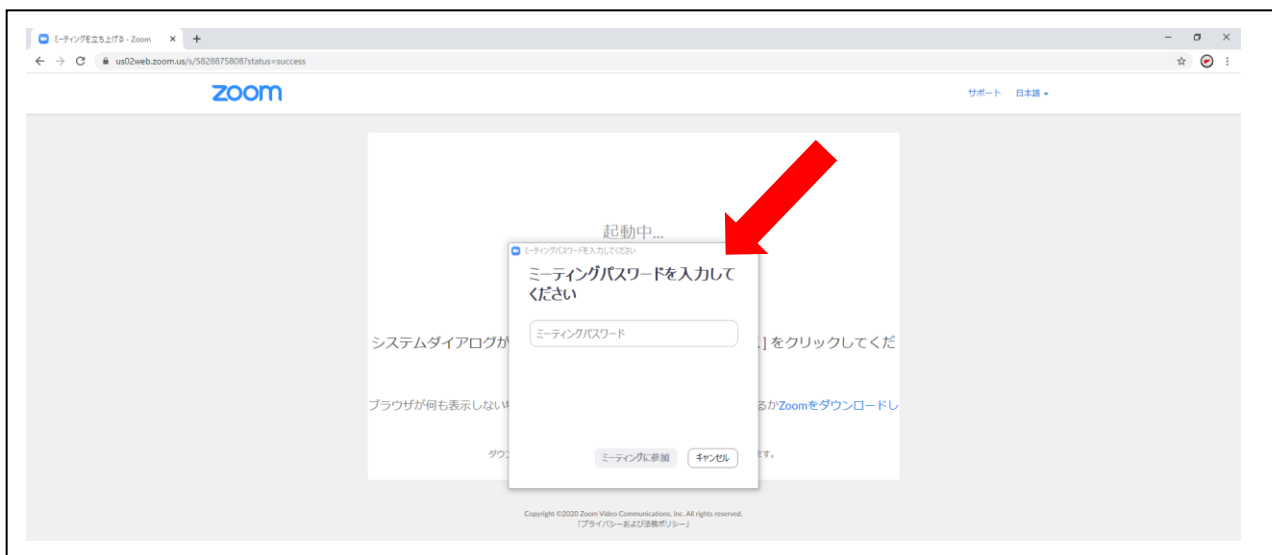 ミーティングを立ち上げる - Zoom
us02web.zoom.us/s/5828875808?status=success
zoom
サポート 日本語
起動中...
ミーティングパスワードを入力してください
ミーティングパスワードを入力して
ください
ミーティングパスワード
システムダイアログが
] をクリックしてくだ
ブラウザが何も表示しない
るかZoomをダウンロードし
ダウ
ます。
ミーティングに参加 キャンセル
Copyright ©2020 Zoom Video Communications, Inc. All rights reserved.
「プライバシーおよび法務ポリシー」